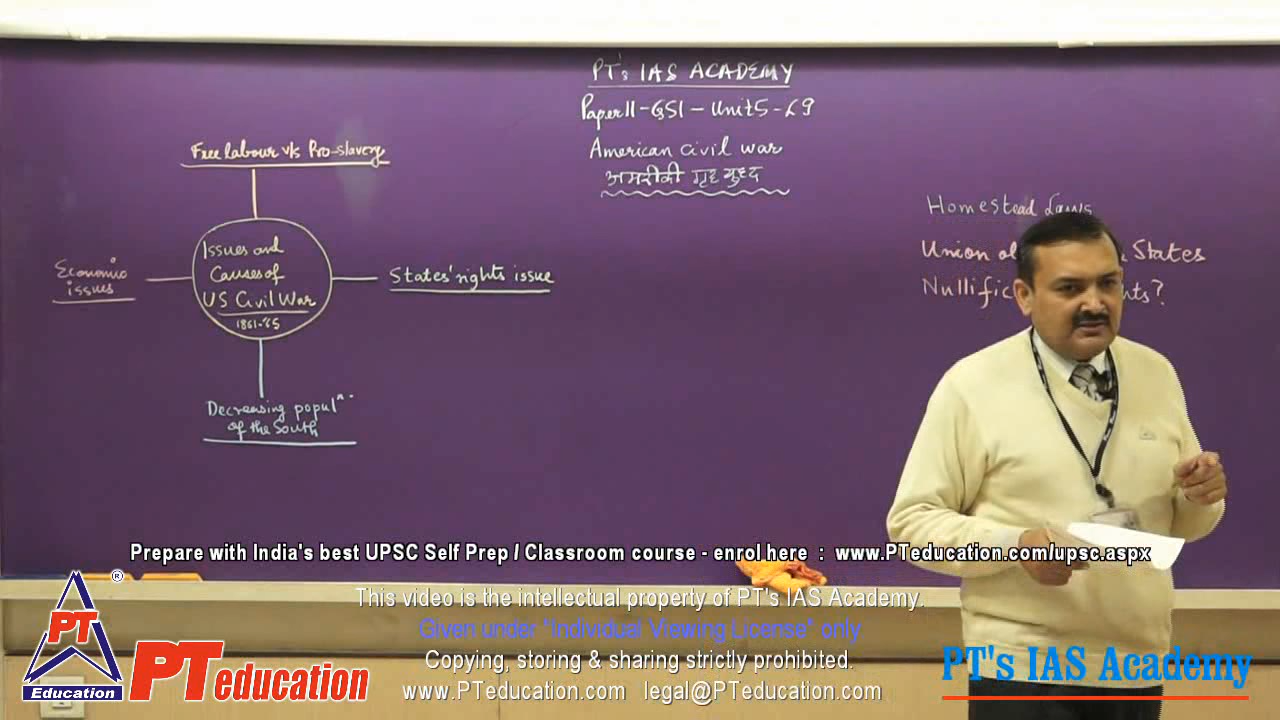 PT's IAS ACADEMY
Paper II - GSI - Unit 5 - L9
American civil war
अमरीकी गृह युध्द
Free labour v/s Pro-slavery
Issues and
Causes of
US Civil War
1861-'65
Economic
issues
States' rights issue
Decreasing populⁿ.
of the South
Homestead Laws
Union States
Prepare with India's best UPSC Self Prep / Classroom course - enrol here : www.PTeducation.com/upsc.aspx
This video is the intellectual property of PT's IAS Academy.
Given under "Individual Viewing License" only
Copying, storing & sharing strictly prohibited.
www.PTeducation.com legal@PTeducation.com
PT
Education
®
PT education
PT's IAS Academy